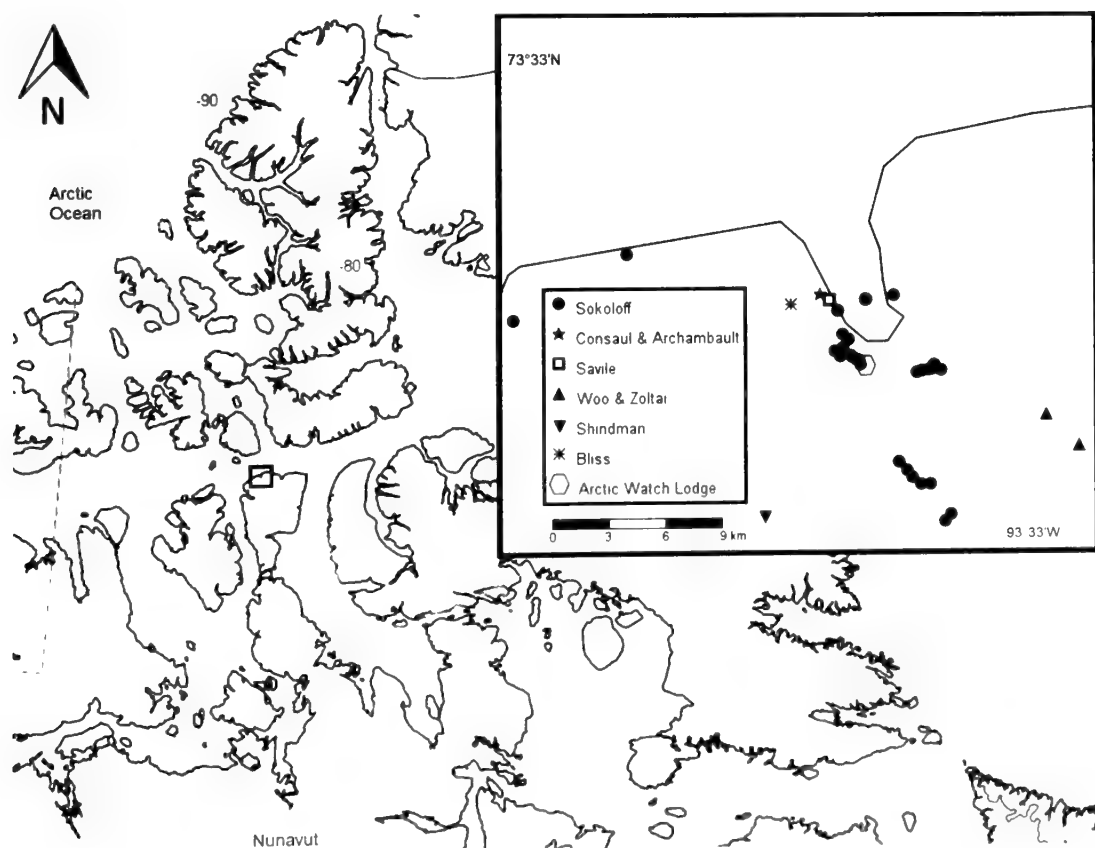 N
-90
Arctic
Ocean
-80
Nunavut
73°33'N
Sokoloff
Consaul & Archambault
Savile
Woo & Zoltai
Shindman
Bliss
Arctic Watch Lodge
0 3 6 9 km
93 33'W